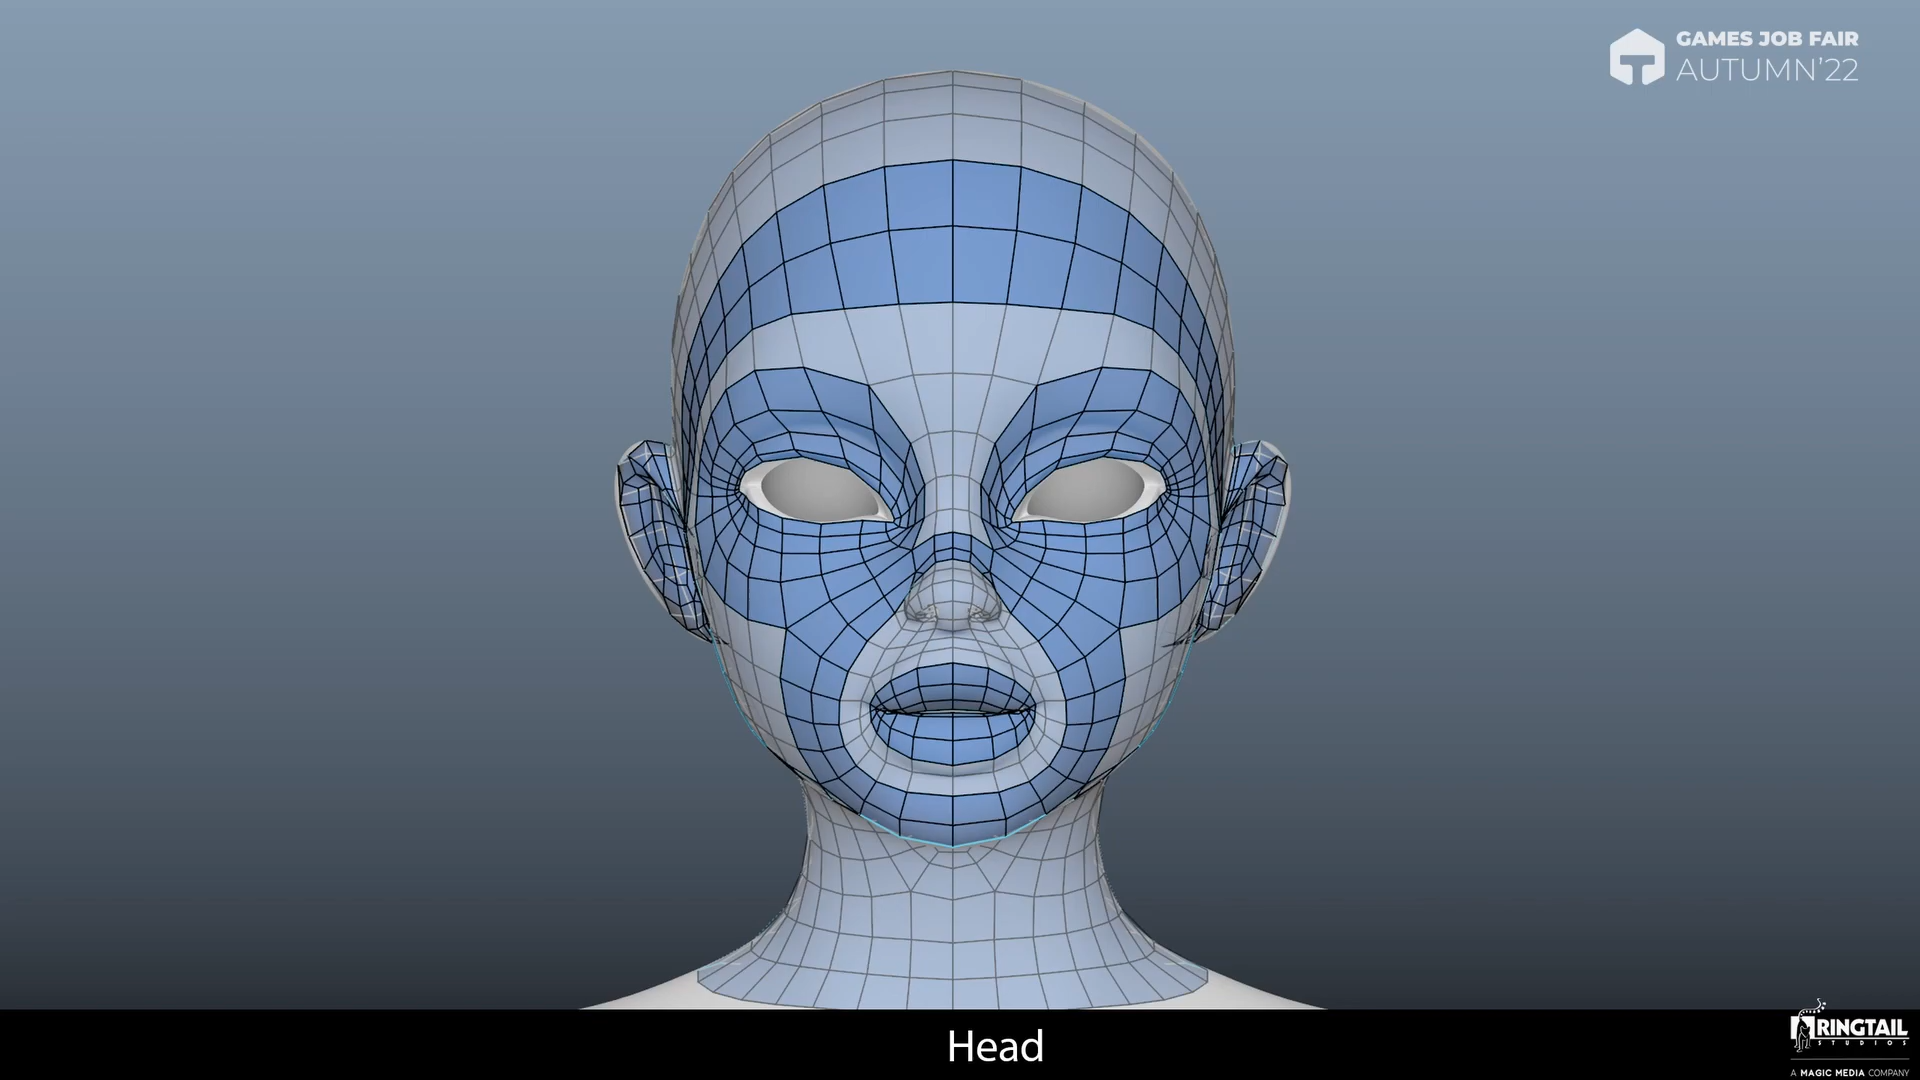 GAMES JOB FAIR
AUTUMN'22
Head
RINGTAIL
STUDIOS
A MAGIC MEDIA COMPANY